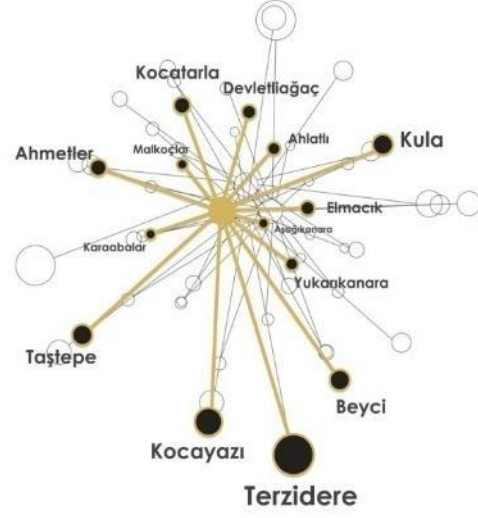 Kocatarla
Devletliağaç
Ahlatlı
Kula
Malkoçlar
Ahmetler
Elmacık
Aşağıkanara
Karaabalar
Yukarıkanara
Taştepe
Beyci
Kocayazı
Terzidere